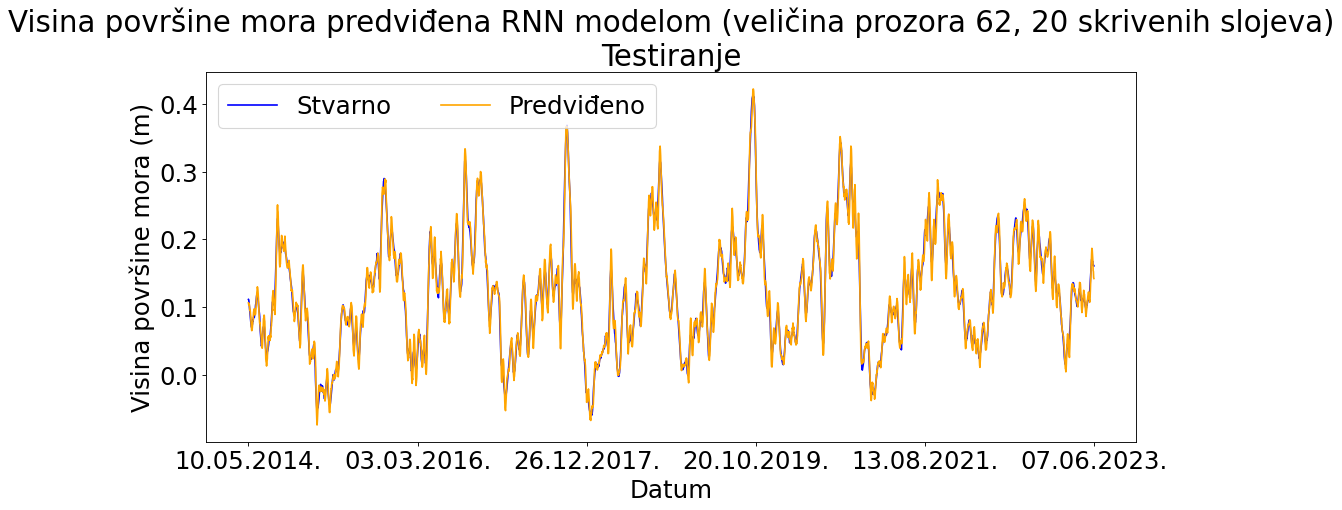 Visina površine mora predviđena RNN modelom (veličina prozora 62, 20 skrivenih slojeva)
Testiranje
Stvarno
Predviđeno
Visina površine mora (m)
0.4
0.3
0.2
0.1
0.0
10.05.2014. 03.03.2016. 26.12.2017. 20.10.2019. 13.08.2021. 07.06.2023.
Datum